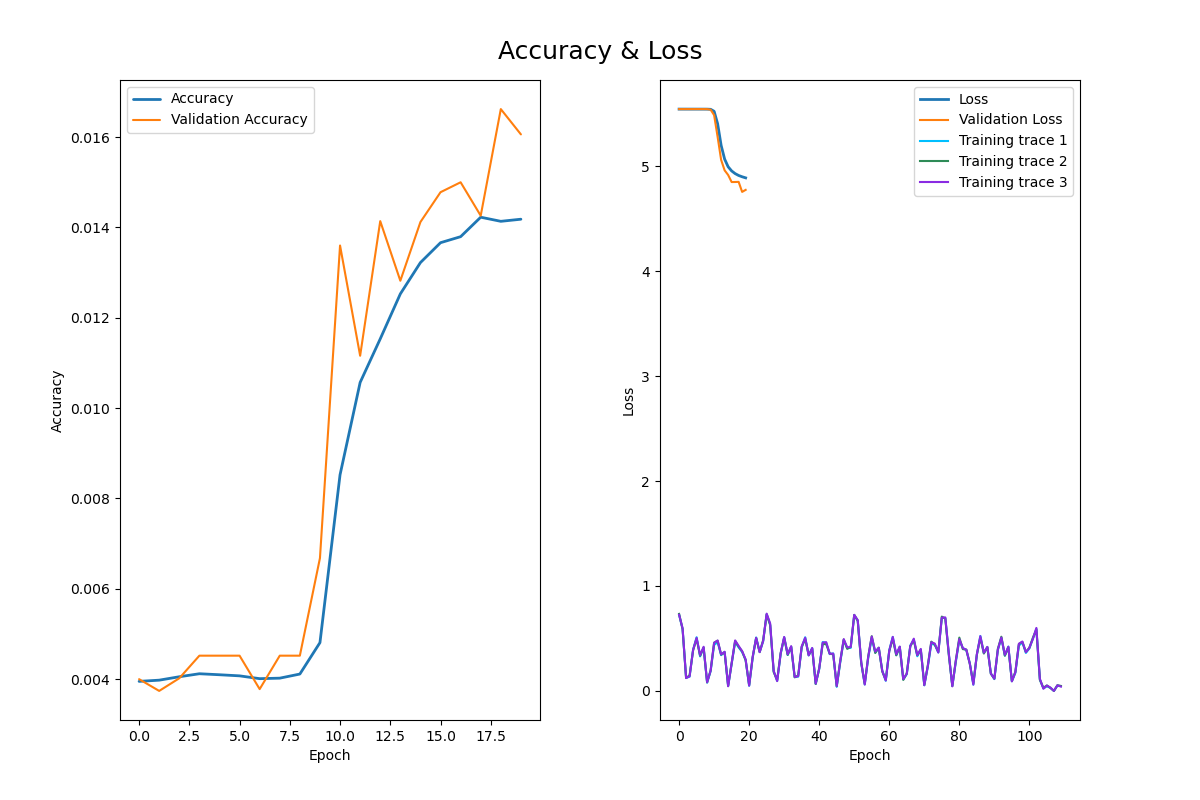 Accuracy & Loss
Accuracy
Validation Accuracy
0.016
0.014
0.012
0.010
0.008
0.006
0.004
Accuracy
0.0 2.5 5.0 7.5 10.0 12.5 15.0 17.5
Epoch
Loss
Validation Loss
Training trace 1
Training trace 2
Training trace 3
5
4
3
2
1
0
Loss
0 20 40 60 80 100
Epoch